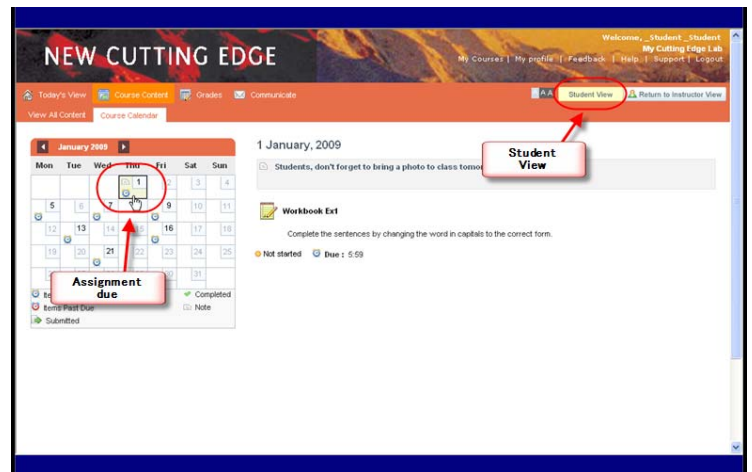 Welcome, _Student _Student
My Cutting Edge Lab
NEW CUTTING EDGE
My Courses | My profile | Feedback | Help | Support | Logout
Today's View Course Content Grades Communicate
A A Student View Return to Instructor View
View All Content Course Calendar
January 2009
Mon Tue Wed Thu Fri Sat Sun
1 2 3 4
5 6 7 9 10 11
12 13 14 15 16 17 18
19 20 21 22 23 24 25
31
Assignment
due
Completed
Items Past Due Note
Submitted
1 January, 2009
Students, don't forget to bring a photo to class
Student
View
Workbook Ex1
Complete the sentences by changing the word in capitals to the correct form.
Not started Due : 5:59